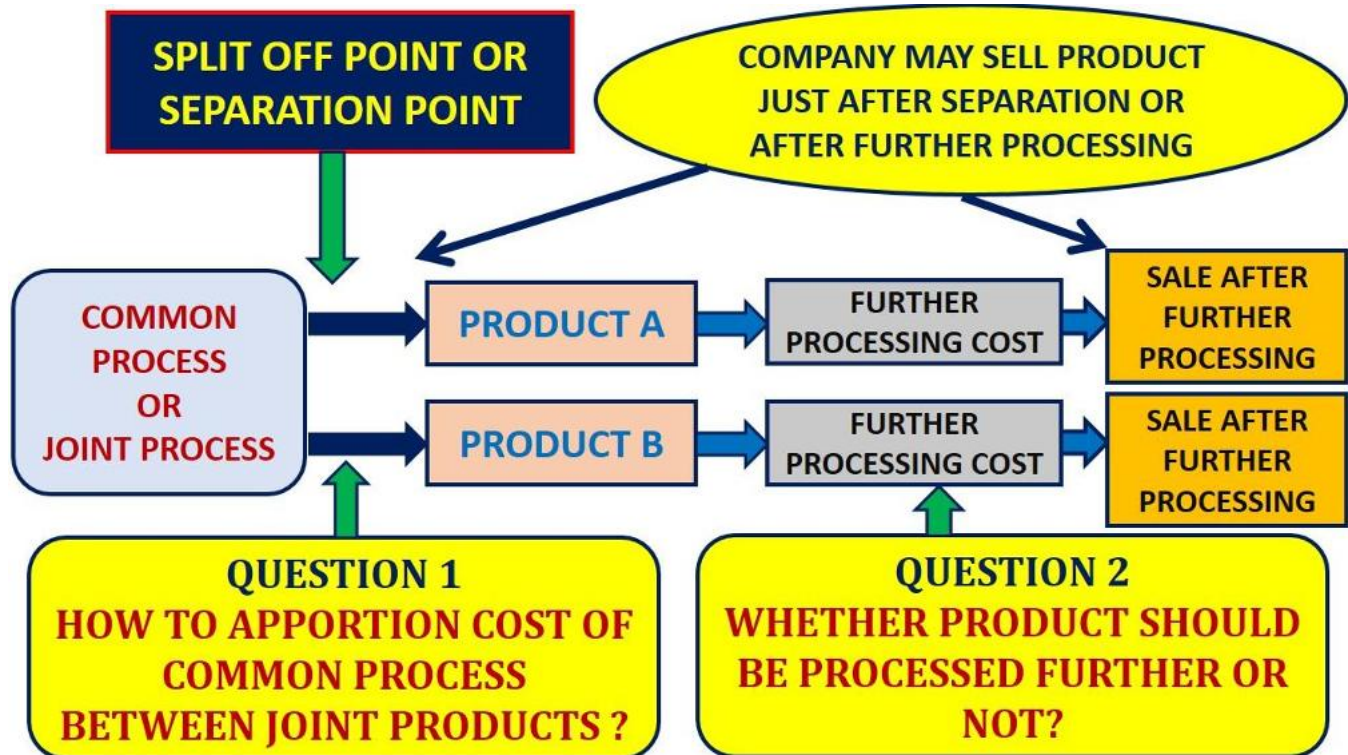 SPLIT OFF POINT OR
SEPARATION POINT
COMPANY MAY SELL PRODUCT
JUST AFTER SEPARATION OR
AFTER FURTHER PROCESSING
COMMON
PROCESS
OR
JOINT PROCESS
PRODUCT A
FURTHER
PROCESSING COST
SALE AFTER
FURTHER
PROCESSING
PRODUCT B
FURTHER
PROCESSING COST
SALE AFTER
FURTHER
PROCESSING
QUESTION 1
HOW TO APPORTION COST OF
COMMON PROCESS
BETWEEN JOINT PRODUCTS ?
QUESTION 2
WHETHER PRODUCT SHOULD
BE PROCESSED FURTHER OR
NOT?